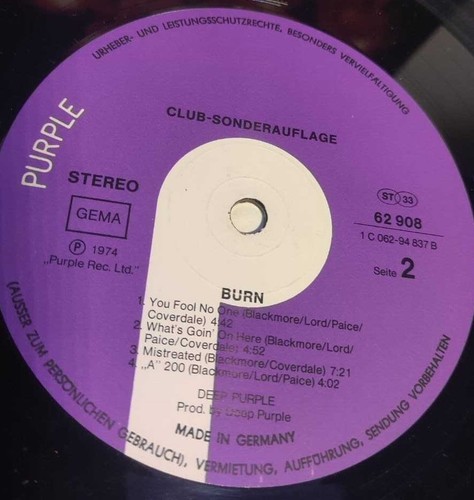 URHEBER- UND LEISTUNGSSCHUTZRECHTE, BESONDERS VERVIELFÄLTIGUNG
PURPLE
CLUB-SONDERAUFLAGE
STEREO
GEMA
Ⓟ 1974
„Purple Rec. Ltd."
ST 33
62 908
1 C 062-94 837 B
Seite 2
BURN
1. You Fool No One (Blackmore/Lord/Paice/
Coverdale) 4:42
2. What's Goin' On Here (Blackmore/Lord/
Paice/Coverdale) 4:52
3. Mistreated (Blackmore/Coverdale) 7:21
4. „A" 200 (Blackmore/Lord/Paice) 4:02
DEEP PURPLE
Prod. by Deep Purple
MADE IN GERMANY
(AUSSER ZUM PERSÖNLICHEN GEBRAUCH), VERMIETUNG, AUFFÜHRUNG, SENDUNG VORBEHALTEN